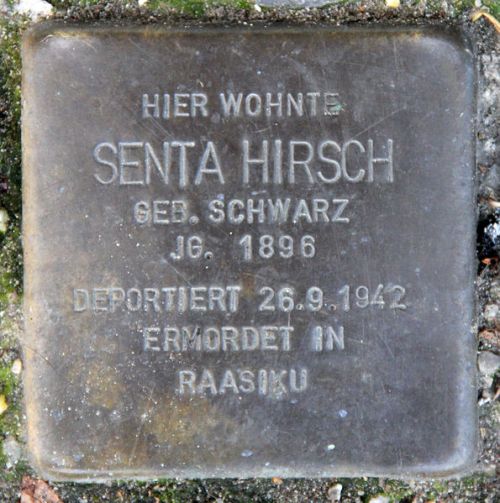 HIER WOHNTE
SENTA HIRSCH
GEB. SCHWARZ
JG. 1896
DEPORTIERT 26.9.1942
ERMORDET IN
RAASIKU